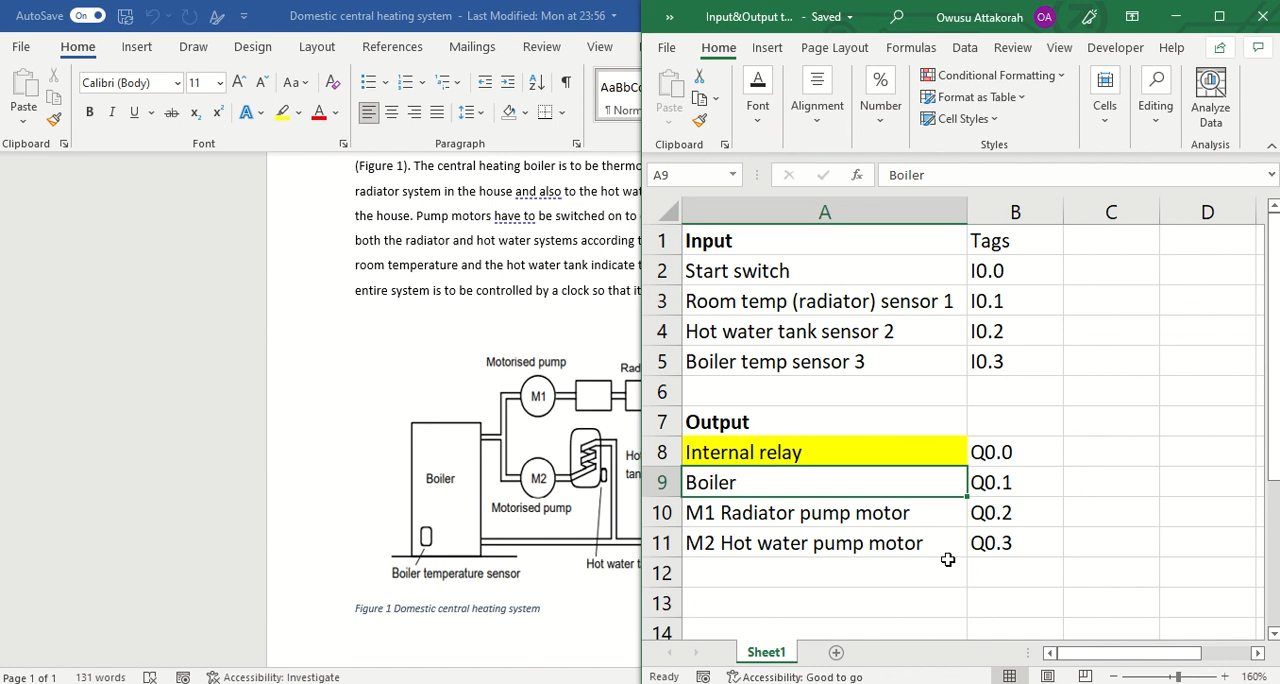 AutoSave On
Domestic central heating system - Last Modified: Mon at 23:56
File Home Insert Draw Design Layout References Mailings Review View
Calibri (Body) 11 A A Aa A
Paste
B I U ab x₂ x² A A
AaBbCc
¶ Norm
Clipboard Font Paragraph
(Figure 1). The central heating boiler is to be thermo
radiator system in the house and also to the hot wat
the house. Pump motors have to be switched on to
both the radiator and hot water systems according t
room temperature and the hot water tank indicate t
entire system is to be controlled by a clock so that it
Motorised pump
Rad
M1
Boiler
M2
Ho
tan
Motorised pump
Hot water t
Boiler temperature sensor
Figure 1 Domestic central heating system
Page 1 of 1 131 words Accessibility: Investigate
» Input&Output t... - Saved Owusu Attakorah OA
File Home Insert Page Layout Formulas Data Review View Developer Help
Paste
Font
Alignment
Number
Conditional Formatting
Format as Table
Cell Styles
Cells
Editing
Analyze
Data
Clipboard Styles Analysis
A9 fx Boiler
A B C D
1 Input Tags
2 Start switch I0.0
3 Room temp (radiator) sensor 1 I0.1
4 Hot water tank sensor 2 I0.2
5 Boiler temp sensor 3 I0.3
6
7 Output
8 Internal relay Q0.0
9 Boiler Q0.1
10 M1 Radiator pump motor Q0.2
11 M2 Hot water pump motor Q0.3
12
13
14
Sheet1
Ready Accessibility: Good to go 160%